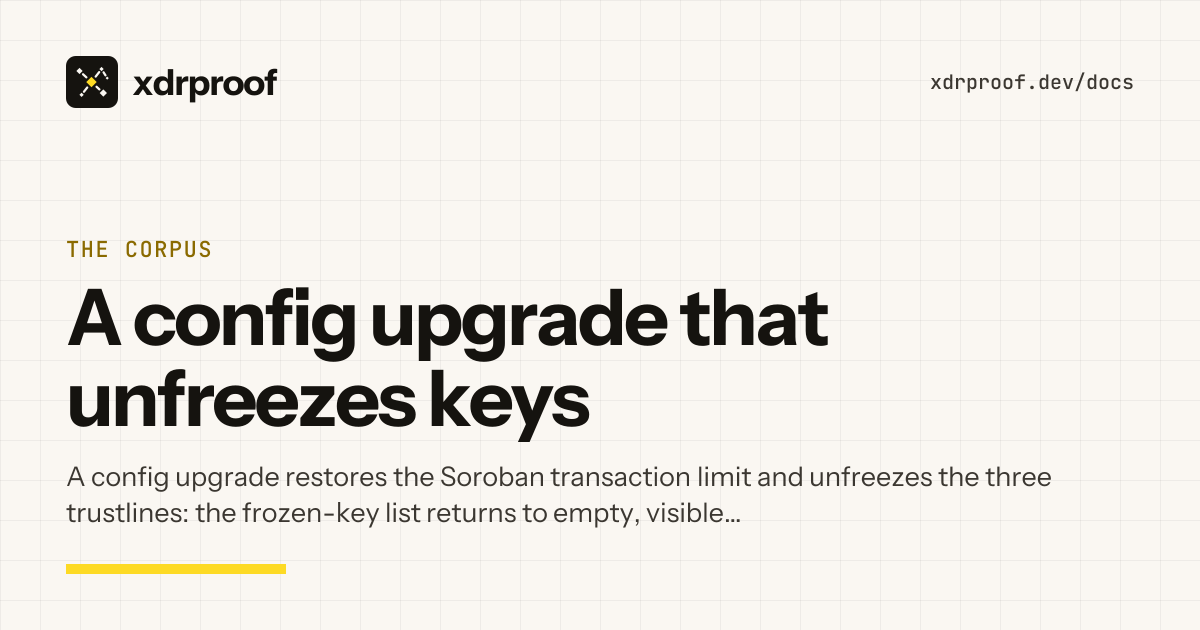 xdrproof
xdrproof.dev/docs
THE CORPUS
A config upgrade that
unfreezes keys
A config upgrade restores the Soroban transaction limit and unfreezes the three
trustlines: the frozen-key list returns to empty, visible…